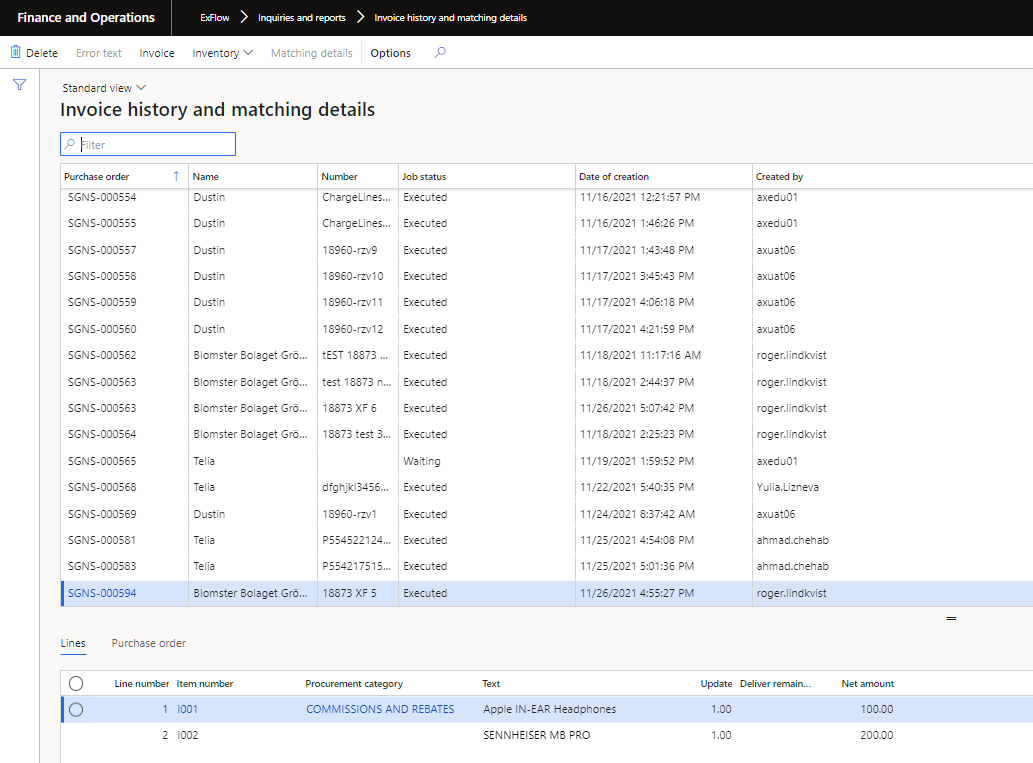 Finance and Operations ExFlow Inquiries and reports Invoice history and matching details
Delete Error text Invoice Inventory Matching details Options
Standard view
Invoice history and matching details
Filter
Purchase order Name Number Job status Date of creation Created by
SGNS-000554 Dustin ChargeLines... Executed 11/16/2021 12:21:57 PM axedu01
SGNS-000555 Dustin ChargeLines... Executed 11/16/2021 1:46:26 PM axedu01
SGNS-000557 Dustin 18960-rzv9 Executed 11/17/2021 1:43:48 PM axuat06
SGNS-000558 Dustin 18960-rzv10 Executed 11/17/2021 3:45:43 PM axuat06
SGNS-000559 Dustin 18960-rzv11 Executed 11/17/2021 4:06:18 PM axuat06
SGNS-000560 Dustin 18960-rzv12 Executed 11/17/2021 4:21:59 PM axuat06
SGNS-000562 Blomster Bolaget Grö... tEST 18873 ... Executed 11/18/2021 11:17:16 AM roger.lindkvist
SGNS-000563 Blomster Bolaget Grö... test 18873 n... Executed 11/18/2021 2:44:37 PM roger.lindkvist
SGNS-000563 Blomster Bolaget Grö... 18873 XF 6 Executed 11/26/2021 5:07:42 PM roger.lindkvist
SGNS-000564 Blomster Bolaget Grö... 18873 test 3... Executed 11/18/2021 2:25:23 PM roger.lindkvist
SGNS-000565 Telia Waiting 11/19/2021 1:59:52 PM axedu01
SGNS-000568 Telia dfghjkl3456... Executed 11/22/2021 5:40:35 PM Yulia.Lizneva
SGNS-000569 Dustin 18960-rzv1 Executed 11/24/2021 8:37:42 AM axuat06
SGNS-000581 Telia P554522124... Executed 11/25/2021 4:54:08 PM ahmad.chehab
SGNS-000583 Telia P554217515... Executed 11/25/2021 5:01:36 PM ahmad.chehab
SGNS-000594 Blomster Bolaget Grö... 18873 XF 5 Executed 11/26/2021 4:55:27 PM roger.lindkvist
Lines Purchase order
Line number Item number Procurement category Text Update Deliver remain... Net amount
1 I001 COMMISSIONS AND REBATES Apple IN-EAR Headphones 1.00 100.00
2 I002 SENNHEISER MB PRO 1.00 200.00